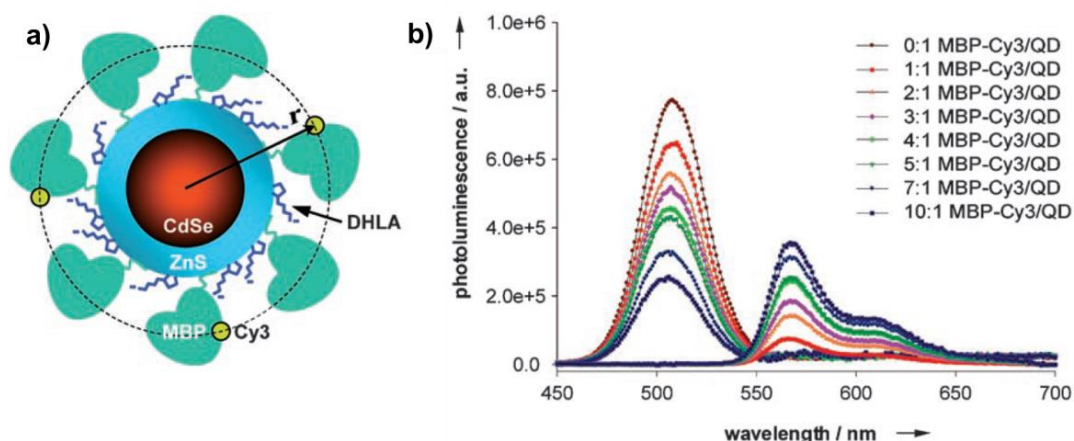 a)
r
CdSe
ZnS
DHLA
MBP
Cy3
b)
photoluminescence / a.u.
1.0e+6
8.0e+5
6.0e+5
4.0e+5
2.0e+5
0.0
450 500 550 600 650 700
wavelength / nm
0:1 MBP-Cy3/QD
1:1 MBP-Cy3/QD
2:1 MBP-Cy3/QD
3:1 MBP-Cy3/QD
4:1 MBP-Cy3/QD
5:1 MBP-Cy3/QD
7:1 MBP-Cy3/QD
10:1 MBP-Cy3/QD